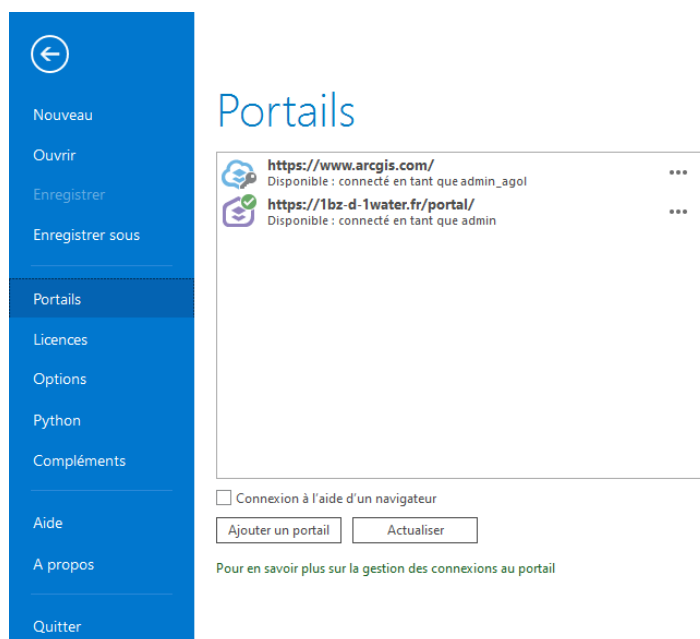 Nouveau
Ouvrir
Enregistrer
Enregistrer sous
Portails
Licences
Options
Python
Compléments
Aide
A propos
Quitter
Portails
https://www.arcgis.com/
Disponible : connecté en tant que admin_agol
https://1bz-d-1water.fr/portal/
Disponible : connecté en tant que admin
Connexion à l'aide d'un navigateur
Ajouter un portail
Actualiser
Pour en savoir plus sur la gestion des connexions au portail